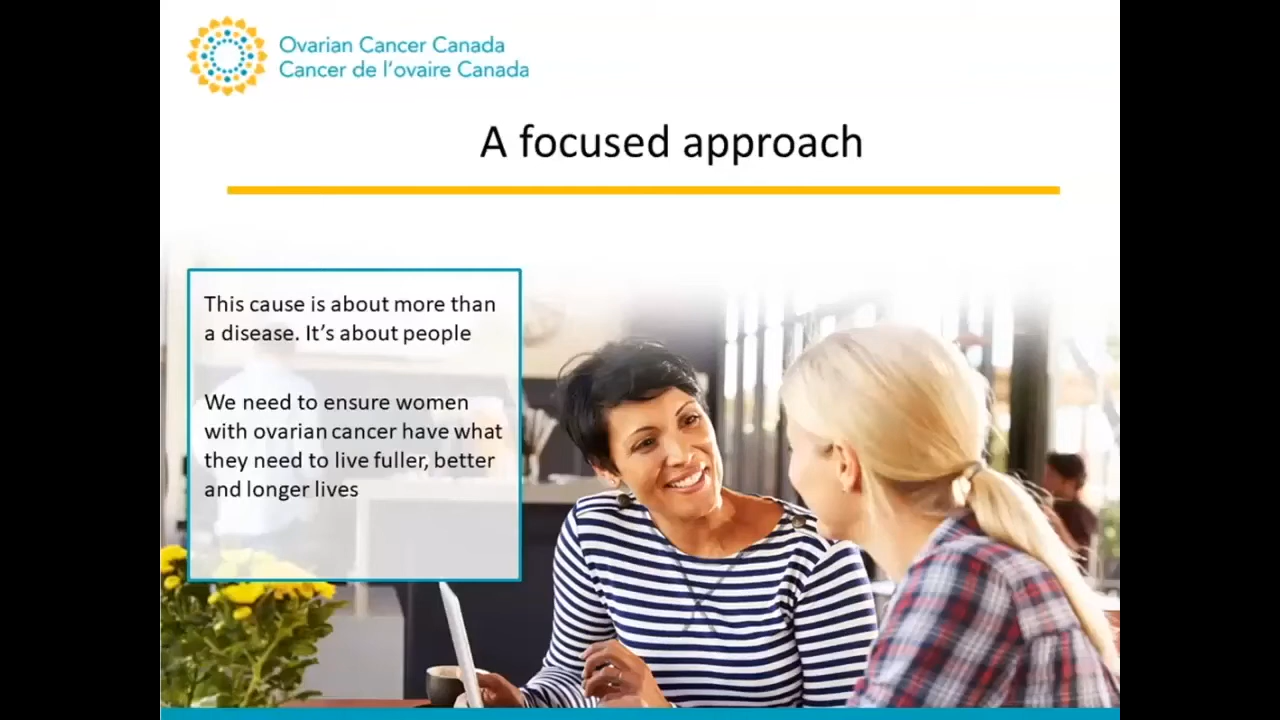 Ovarian Cancer Canada
Cancer de l'ovaire Canada
A focused approach
This cause is about more than
a disease. It's about people
We need to ensure women
with ovarian cancer have what
they need to live fuller, better
and longer lives